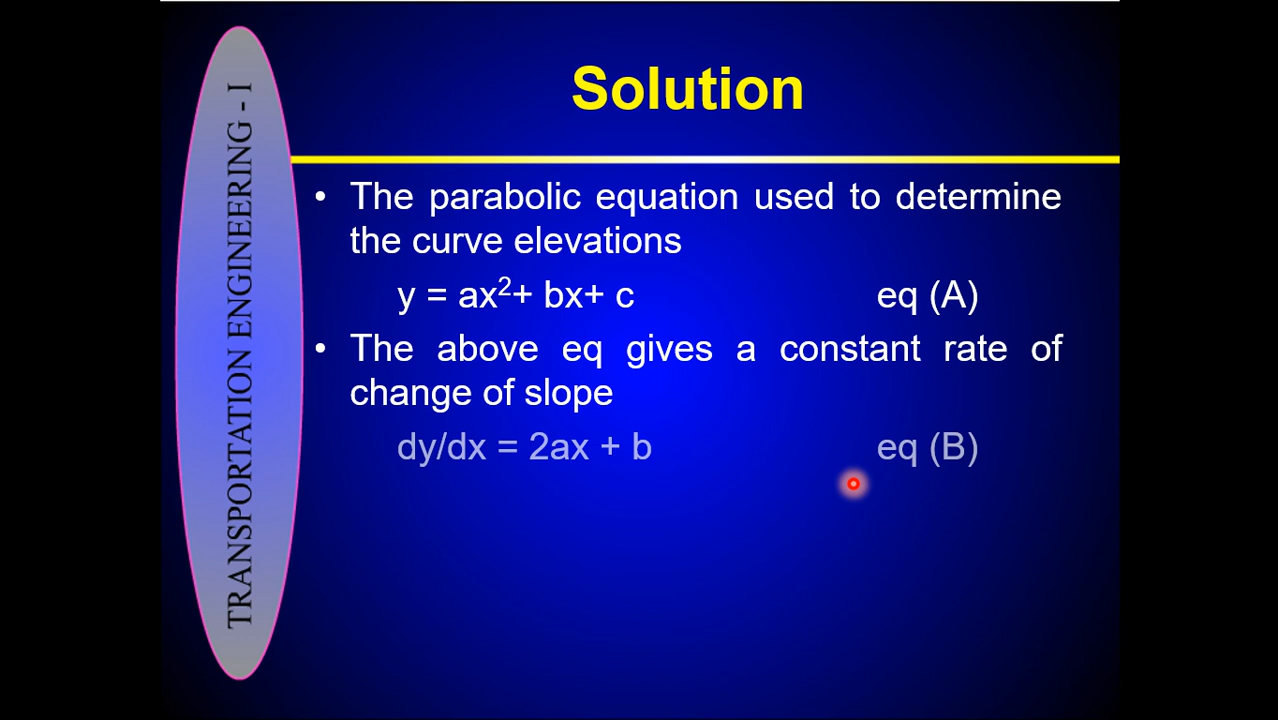 TRANSPORTATION ENGINEERING - I
Solution
• The parabolic equation used to determine
the curve elevations
y = ax²+ bx+ c eq (A)
• The above eq gives a constant rate of
change of slope
dy/dx = 2ax + b eq (B)